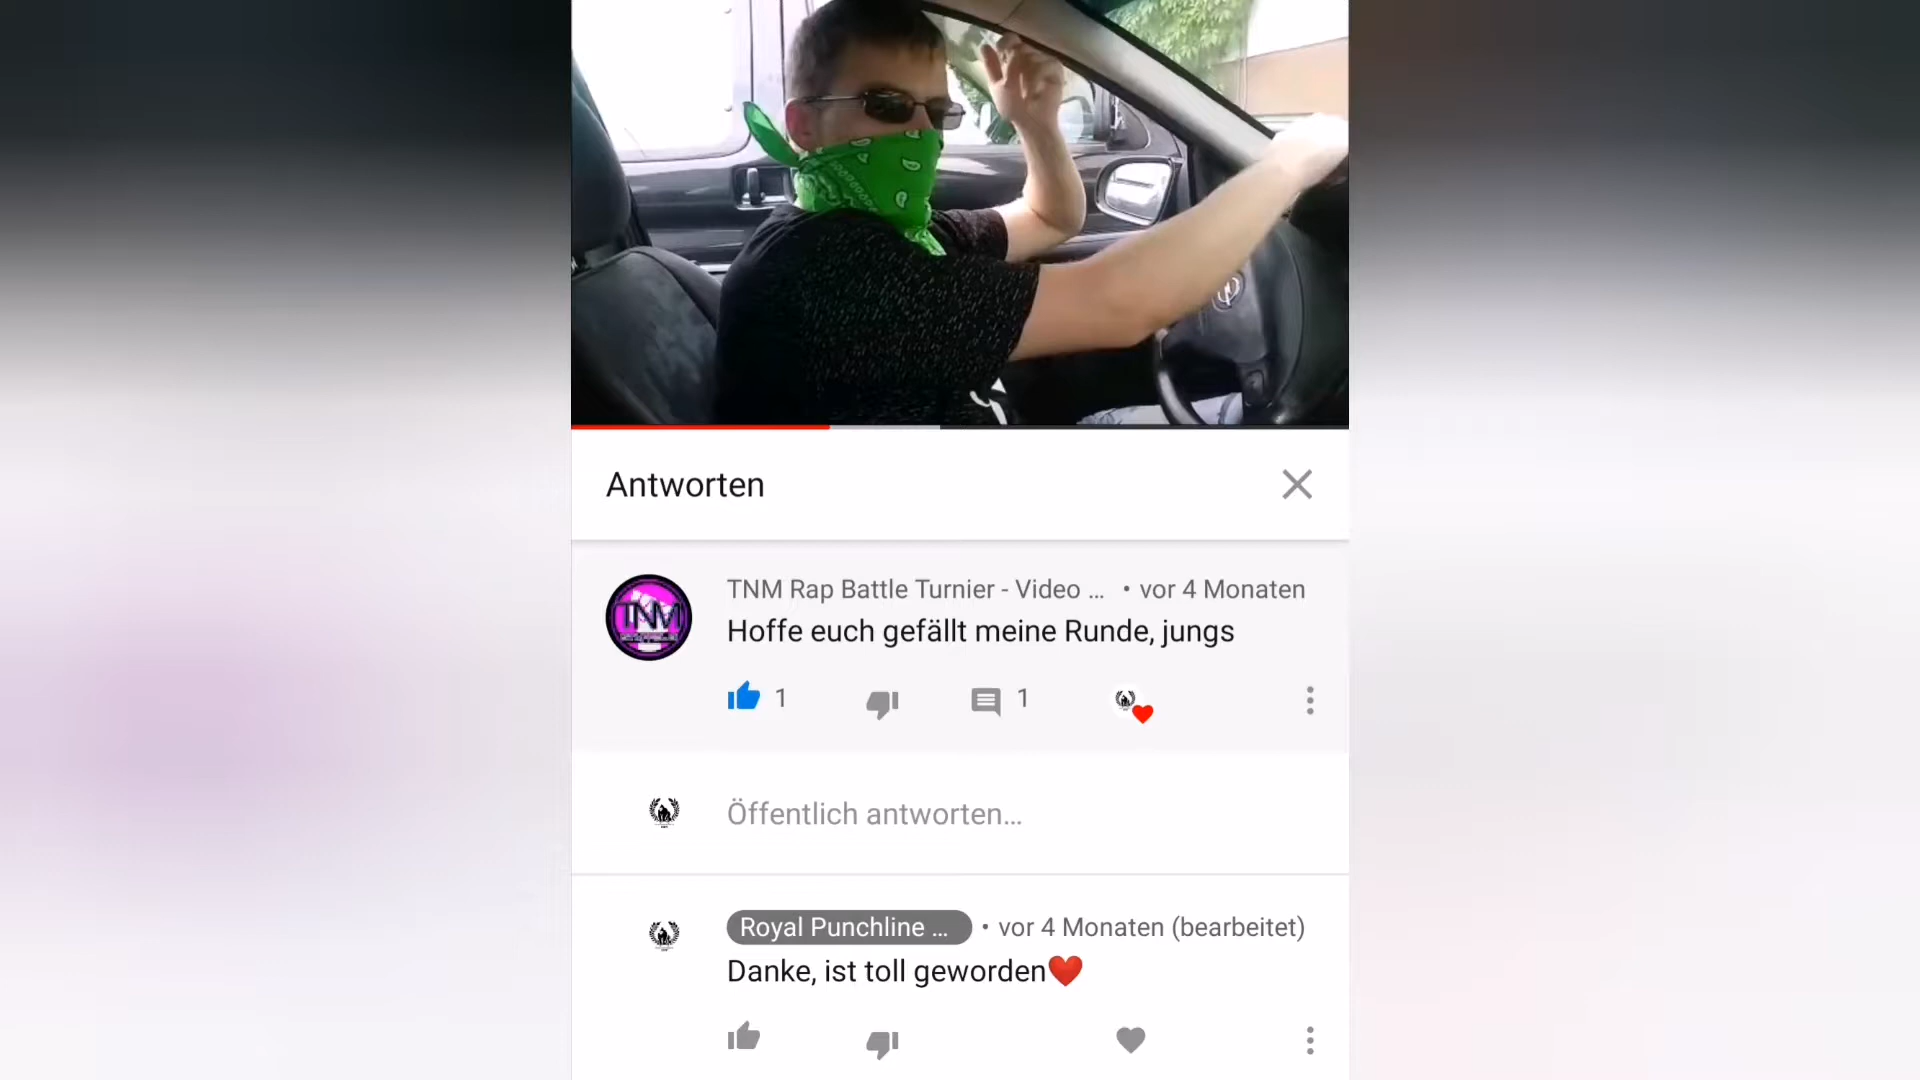 Antworten
TNM Rap Battle Turnier - Video ... • vor 4 Monaten
Hoffe euch gefällt meine Runde, jungs
1
1
TNM
Öffentlich antworten...
Royal Punchline ... • vor 4 Monaten (bearbeitet)
Danke, ist toll geworden❤️